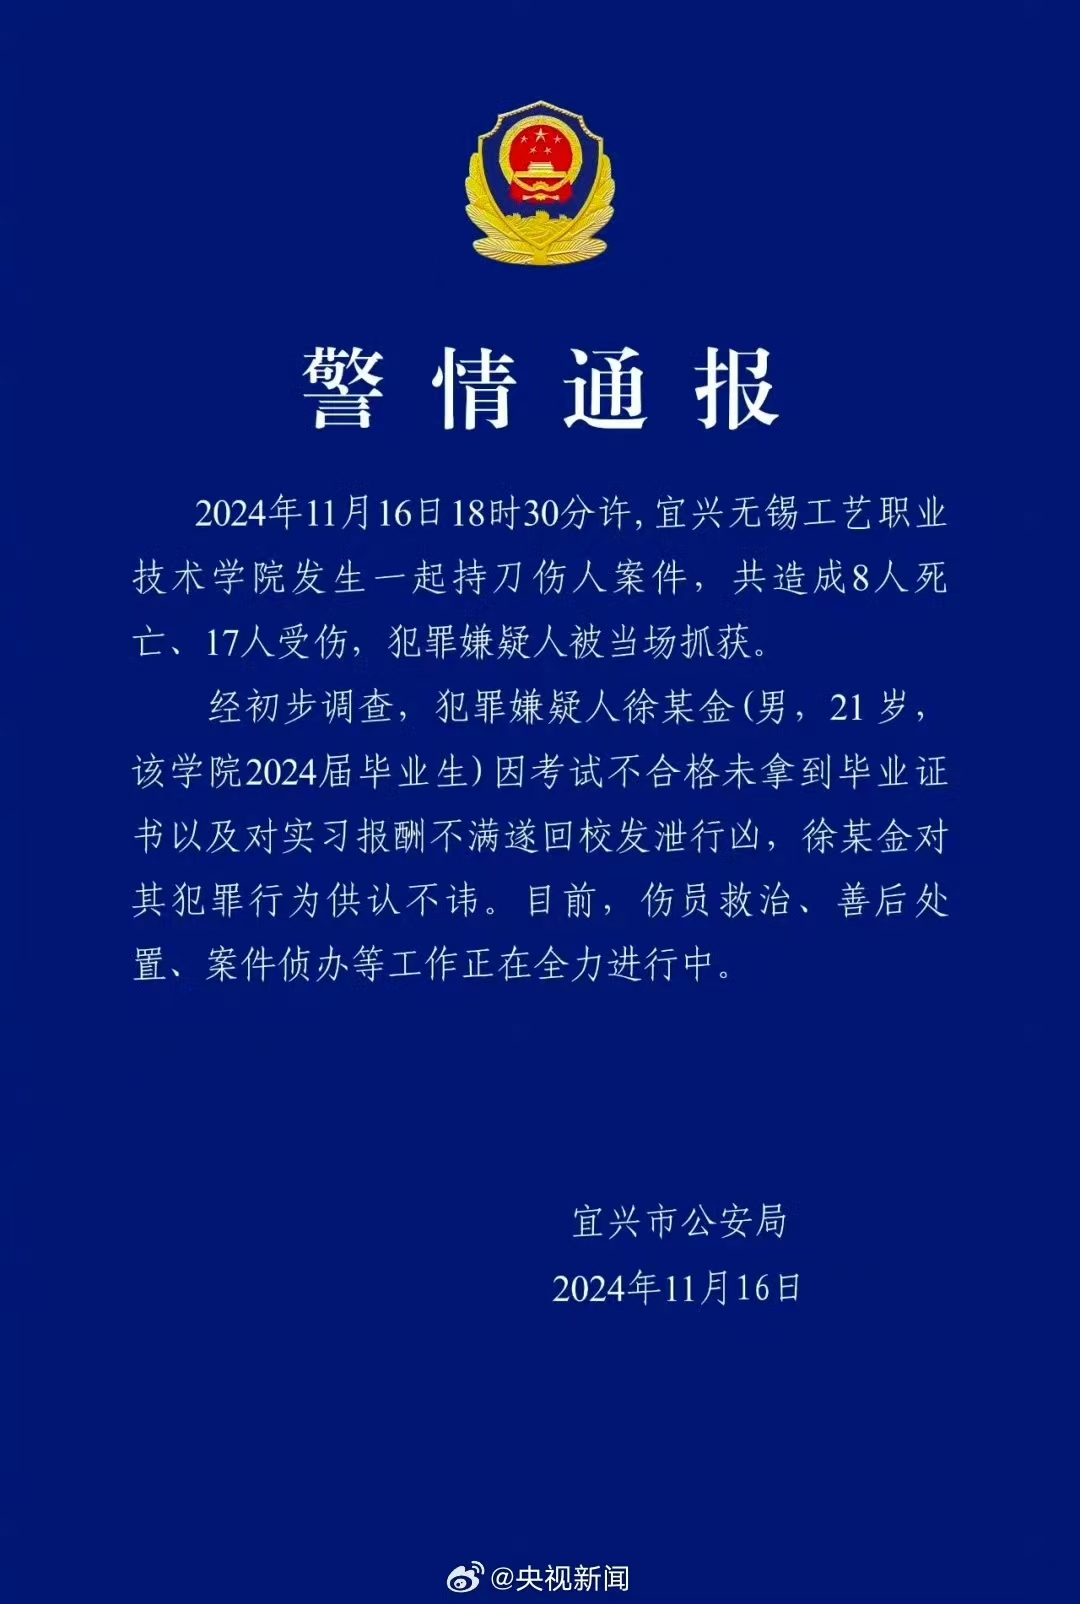 警情通报
2024年11月16日18时30分许,宜兴无锡工艺职业
技术学院发生一起持刀伤人案件，共造成8人死
亡、17人受伤，犯罪嫌疑人被当场抓获。
经初步调查，犯罪嫌疑人徐某金(男，21 岁，
该学院2024届毕业生)因考试不合格未拿到毕业证
书以及对实习报酬不满遂回校发泄行凶，徐某金对
其犯罪行为供认不讳。目前，伤员救治、善后处
置、案件侦办等工作正在全力进行中。
宜兴市公安局
2024年11月16日
@央视新闻